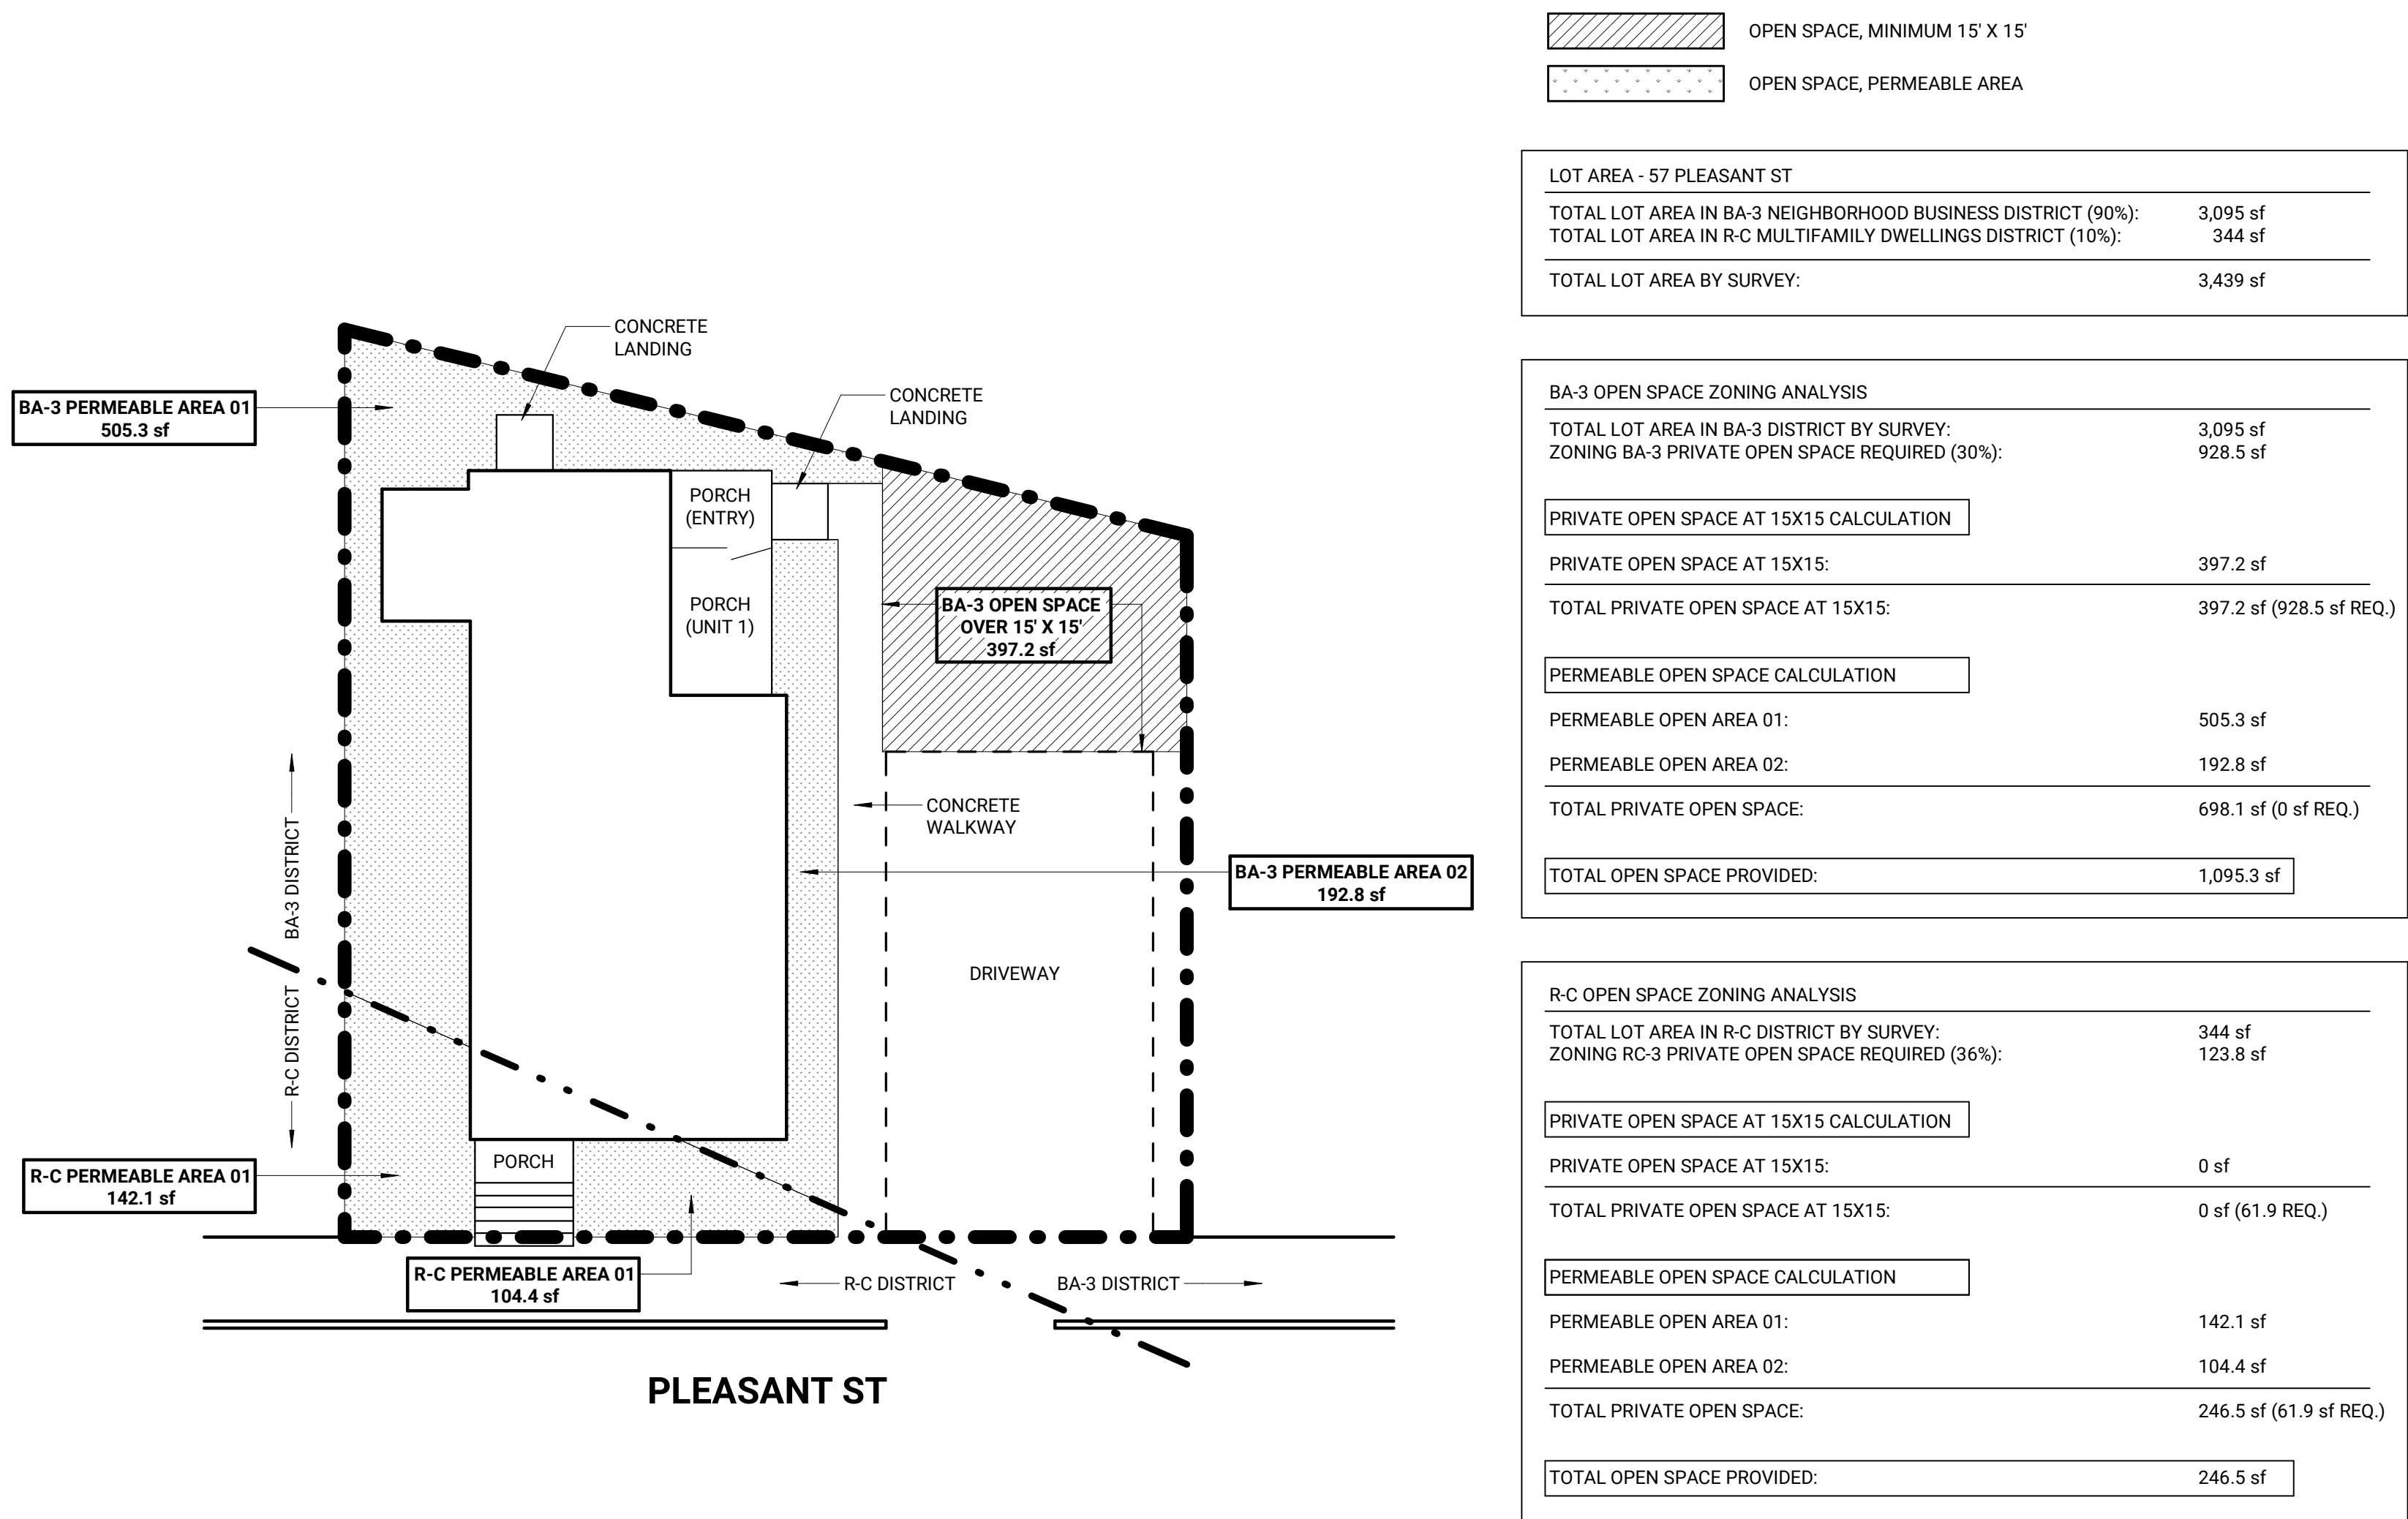 OPEN SPACE, MINIMUM 15' X 15'
OPEN SPACE, PERMEABLE AREA
LOT AREA - 57 PLEASANT ST
TOTAL LOT AREA IN BA-3 NEIGHBORHOOD BUSINESS DISTRICT (90%): 3,095 sf
TOTAL LOT AREA IN R-C MULTIFAMILY DWELLINGS DISTRICT (10%): 344 sf
TOTAL LOT AREA BY SURVEY: 3,439 sf
BA-3 OPEN SPACE ZONING ANALYSIS
TOTAL LOT AREA IN BA-3 DISTRICT BY SURVEY: 3,095 sf
ZONING BA-3 PRIVATE OPEN SPACE REQUIRED (30%): 928.5 sf
PRIVATE OPEN SPACE AT 15X15 CALCULATION
PRIVATE OPEN SPACE AT 15X15: 397.2 sf
TOTAL PRIVATE OPEN SPACE AT 15X15: 397.2 sf (928.5 sf REQ.)
PERMEABLE OPEN SPACE CALCULATION
PERMEABLE OPEN AREA 01: 505.3 sf
PERMEABLE OPEN AREA 02: 192.8 sf
TOTAL PRIVATE OPEN SPACE: 698.1 sf (0 sf REQ.)
TOTAL OPEN SPACE PROVIDED: 1,095.3 sf
R-C OPEN SPACE ZONING ANALYSIS
TOTAL LOT AREA IN R-C DISTRICT BY SURVEY: 344 sf
ZONING RC-3 PRIVATE OPEN SPACE REQUIRED (36%): 123.8 sf
PRIVATE OPEN SPACE AT 15X15 CALCULATION
PRIVATE OPEN SPACE AT 15X15: 0 sf
TOTAL PRIVATE OPEN SPACE AT 15X15: 0 sf (61.9 REQ.)
PERMEABLE OPEN SPACE CALCULATION
PERMEABLE OPEN AREA 01: 142.1 sf
PERMEABLE OPEN AREA 02: 104.4 sf
TOTAL PRIVATE OPEN SPACE: 246.5 sf (61.9 sf REQ.)
TOTAL OPEN SPACE PROVIDED: 246.5 sf
CONCRETE
LANDING
CONCRETE
LANDING
BA-3 PERMEABLE AREA 01
505.3 sf
PORCH
(ENTRY)
PORCH
(UNIT 1)
BA-3 OPEN SPACE
OVER 15' X 15'
397.2 sf
CONCRETE
WALKWAY
BA-3 PERMEABLE AREA 02
192.8 sf
BA-3 DISTRICT
R-C DISTRICT
DRIVEWAY
PORCH
R-C PERMEABLE AREA 01
142.1 sf
R-C PERMEABLE AREA 01
104.4 sf
R-C DISTRICT
BA-3 DISTRICT
PLEASANT ST